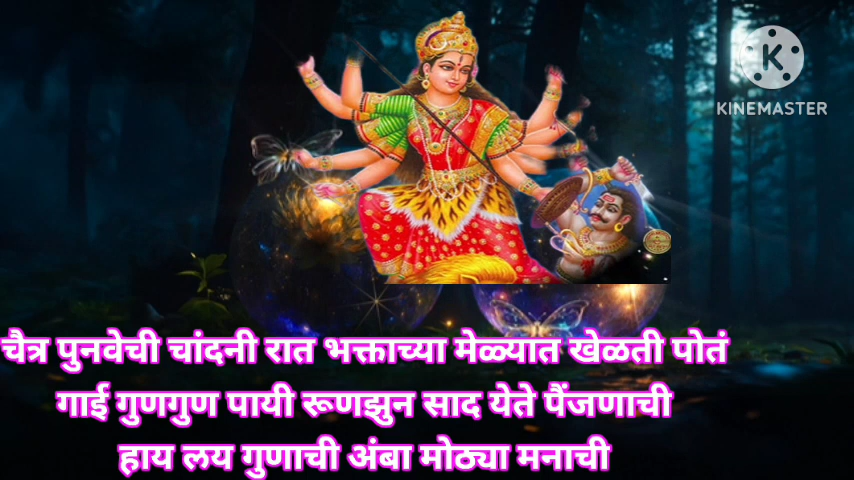 KINEMASTER
चैत्र पुनवेची चांदनी रात भक्ताच्या मेळ्यात खेळती पोतं
गाई गुणगुण पायी रूणझुन साद येते पैंजणाची
हाय लय गुणाची अंबा मोठ्या मनाची